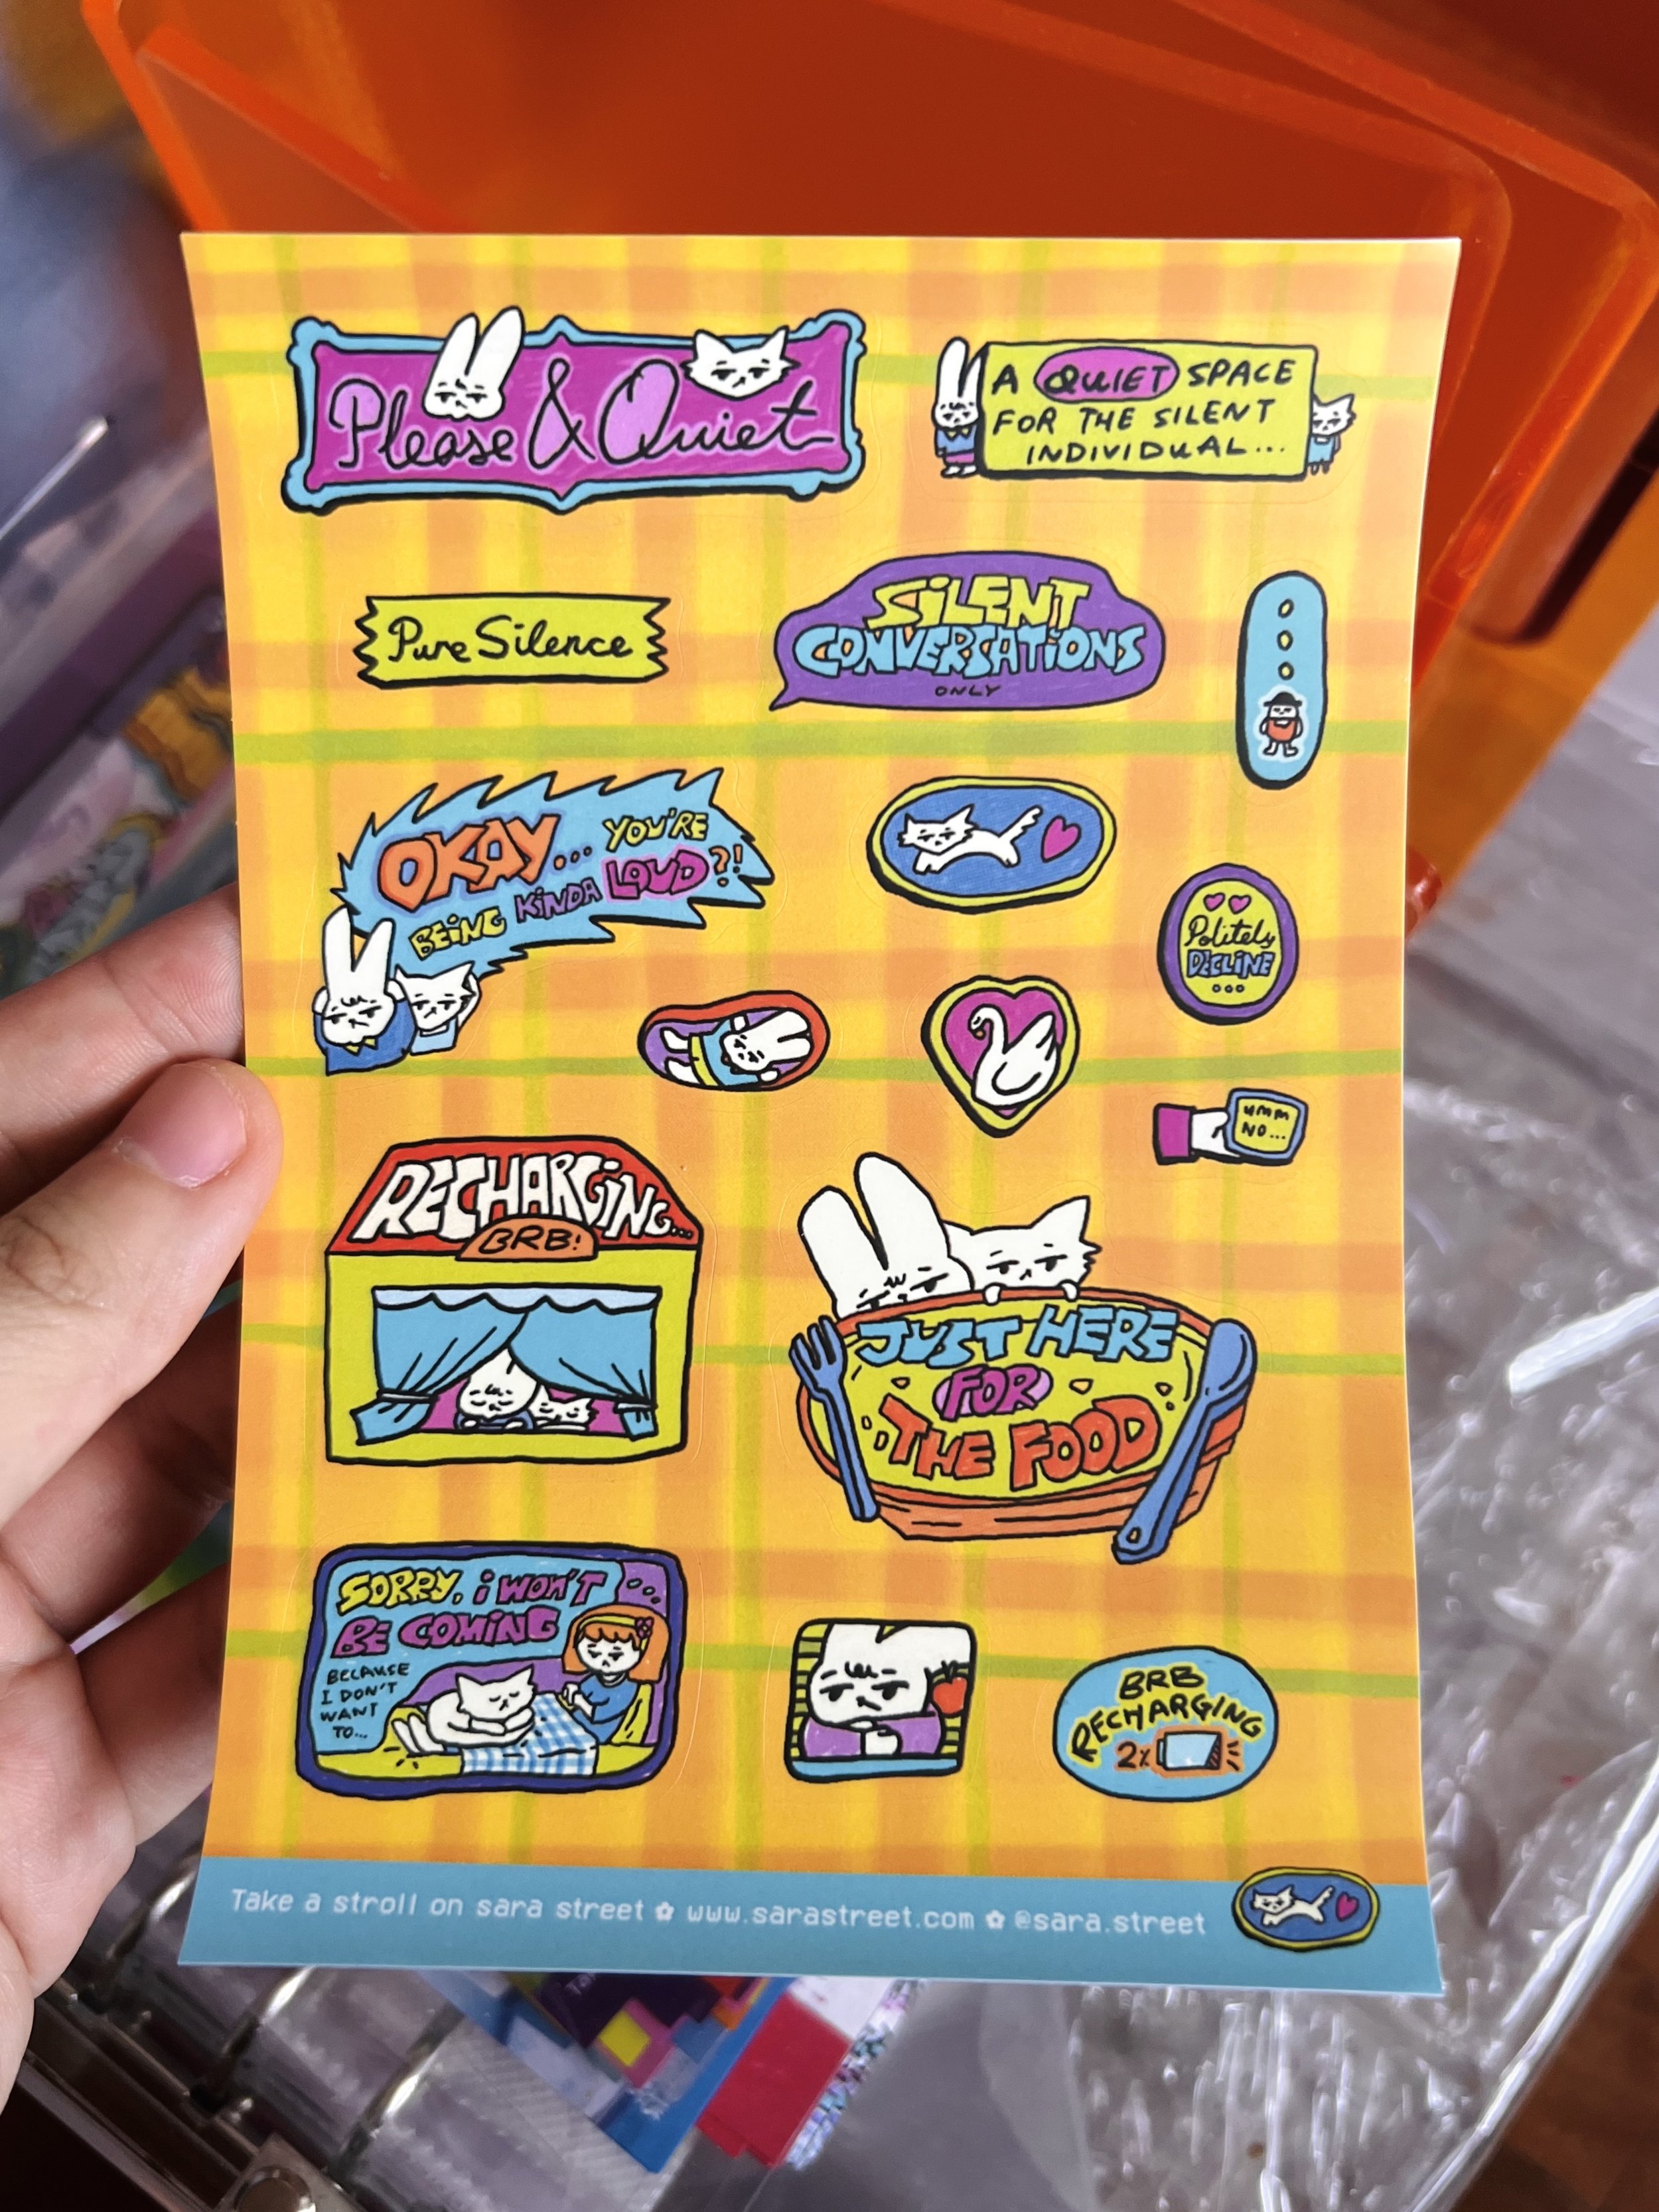 Please & Quiet
A QUIET SPACE
FOR THE SILENT
INDIVIDUAL...
Pure Silence
SiLENT
CONVERSATiONS
ONLY
OKAY... YOU'RE
BEiNG KiNDA LOUD?!
Politely
DECLiNE
...
UMM
NO...
RECHARGiNG...
BRB!
JUST HERE
FOR
THE FOOD
SORRY, i WON'T
BE COMiNG
BECAUSE
I DON'T
WANT
TO...
BRB
RECHARGING
2%
Take a stroll on sara street ✿ www.sarastreet.com ✿ @sara.street